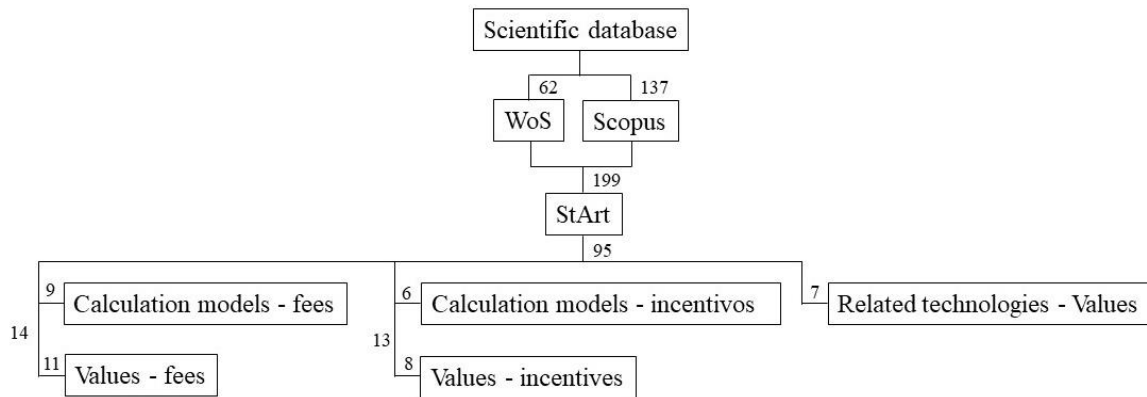 Scientific database
62
137
WoS
Scopus
199
StArt
95
9
Calculation models - fees
6
Calculation models - incentivos
7
Related technologies - Values
14
13
11
Values - fees
8
Values - incentives